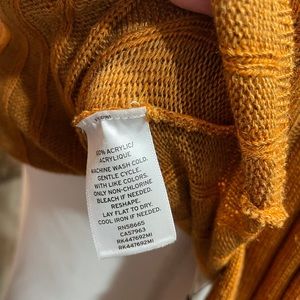 60% ACRYLIC/
ACRYLIQUE
MACHINE WASH COLD.
GENTLE CYCLE.
WITH LIKE COLORS.
ONLY NON-CHLORINE
BLEACH IF NEEDED.
RESHAPE.
LAY FLAT TO DRY.
COOL IRON IF NEEDED.
RN58665
CA57963
RK447692MI
RK447692MI